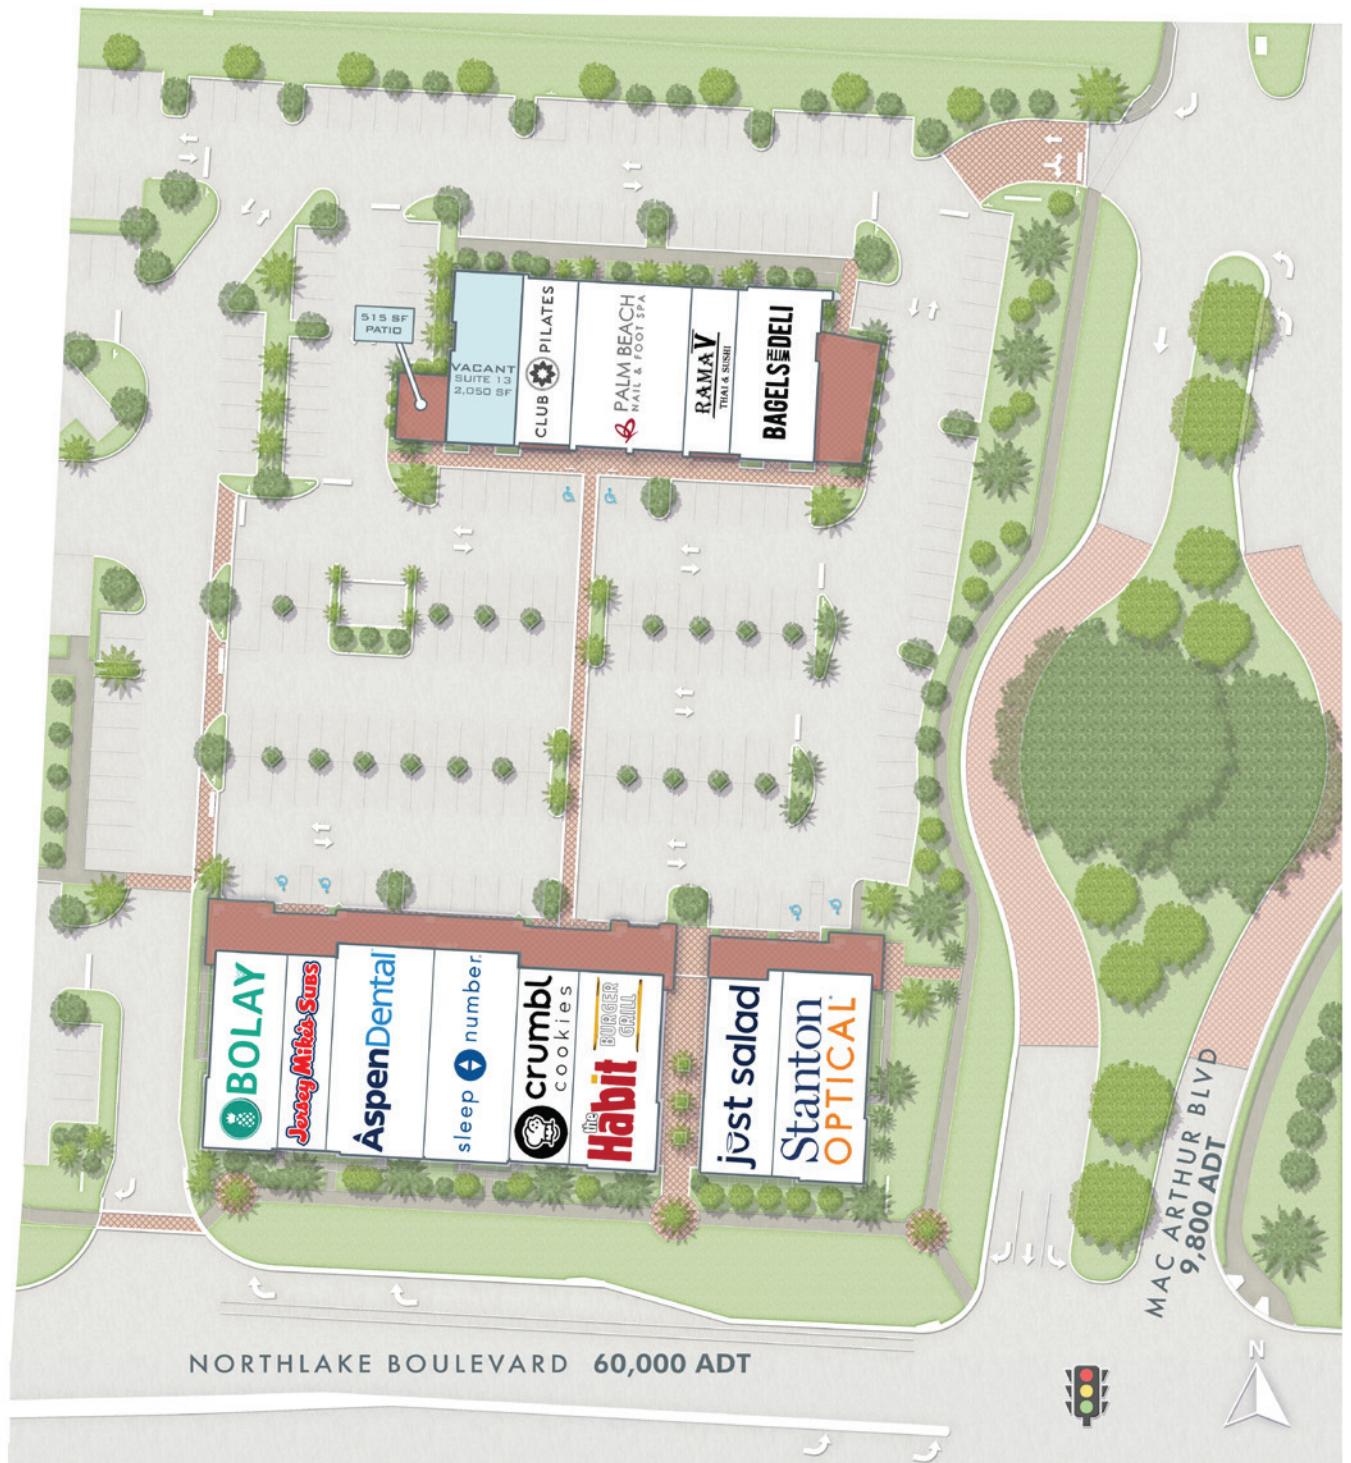 515 SF
PATIO
VACANT
SUITE 13
2,050 SF
CLUB PILATES
PALM BEACH
NAIL & FOOT SPA
RAMA V
THAI & SUSHI
BAGELS THE DELI
BOLAY
Jersey Mike's Subs
AspenDental
sleep number.
crumbl
cookies
the
Habit
BURGER
GRILL
just salad
Stanton
OPTICAL
MAC ARTHUR BLVD
9,800 ADT
NORTHLAKE BOULEVARD 60,000 ADT
N